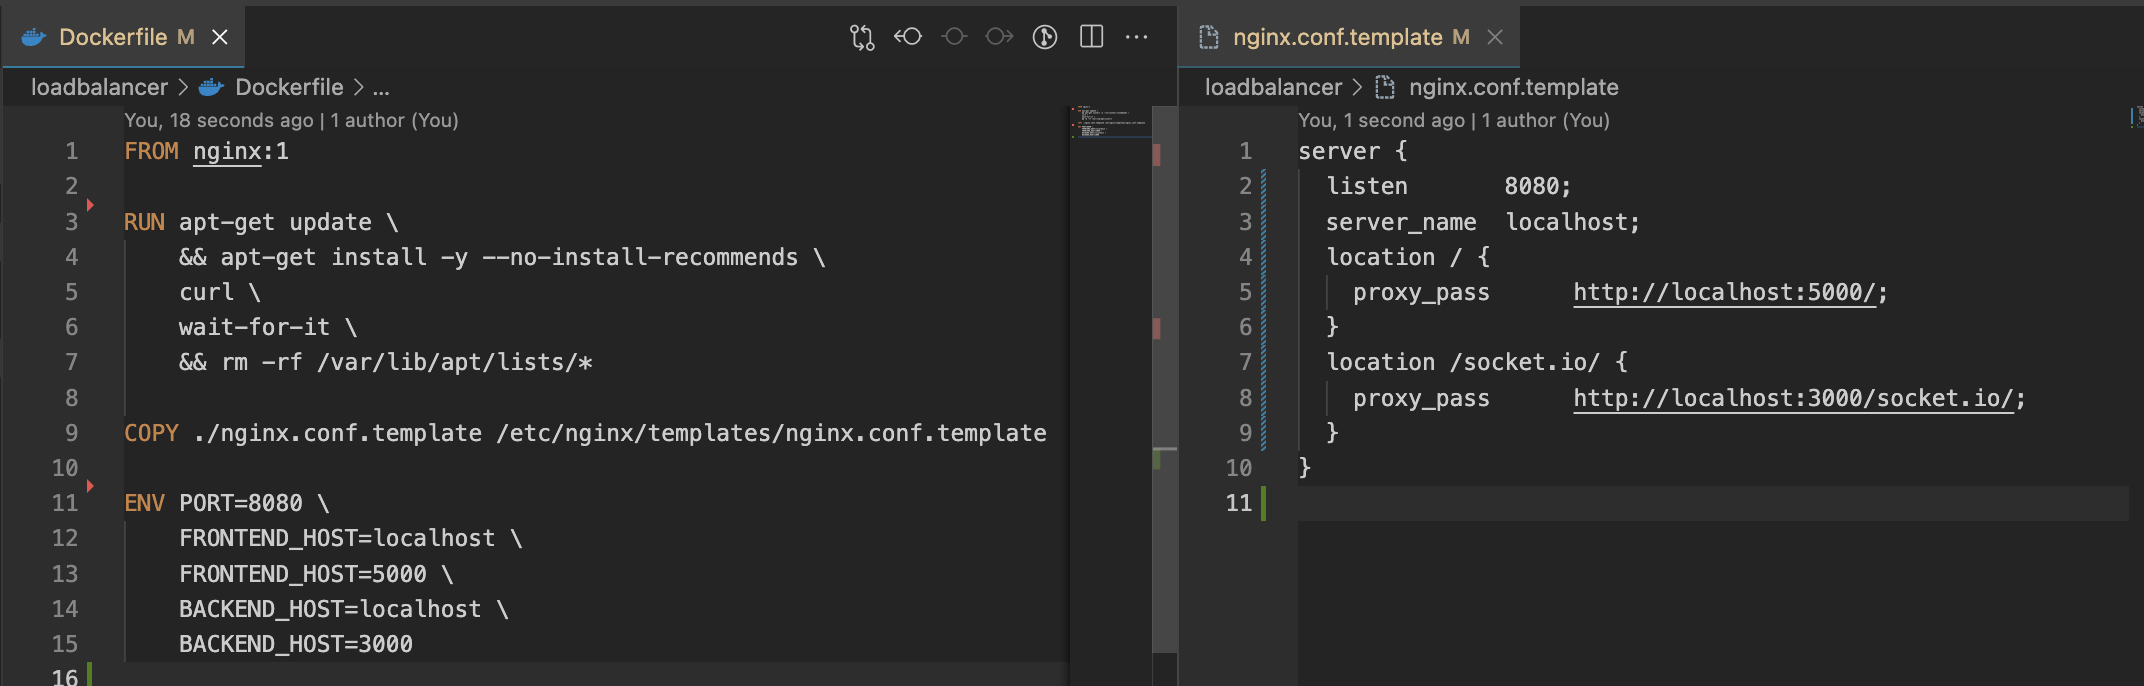 Dockerfile M
loadbalancer > Dockerfile > ...
You, 18 seconds ago | 1 author (You)
1 FROM nginx:1
2
3 RUN apt-get update \
4 && apt-get install -y --no-install-recommends \
5 curl \
6 wait-for-it \
7 && rm -rf /var/lib/apt/lists/*
8
9 COPY ./nginx.conf.template /etc/nginx/templates/nginx.conf.template
10
11 ENV PORT=8080 \
12 FRONTEND_HOST=localhost \
13 FRONTEND_HOST=5000 \
14 BACKEND_HOST=localhost \
15 BACKEND_HOST=3000
16
nginx.conf.template M
loadbalancer > nginx.conf.template
You, 1 second ago | 1 author (You)
1 server {
2 listen 8080;
3 server_name localhost;
4 location / {
5 proxy_pass http://localhost:5000/;
6 }
7 location /socket.io/ {
8 proxy_pass http://localhost:3000/socket.io/;
9 }
10 }
11